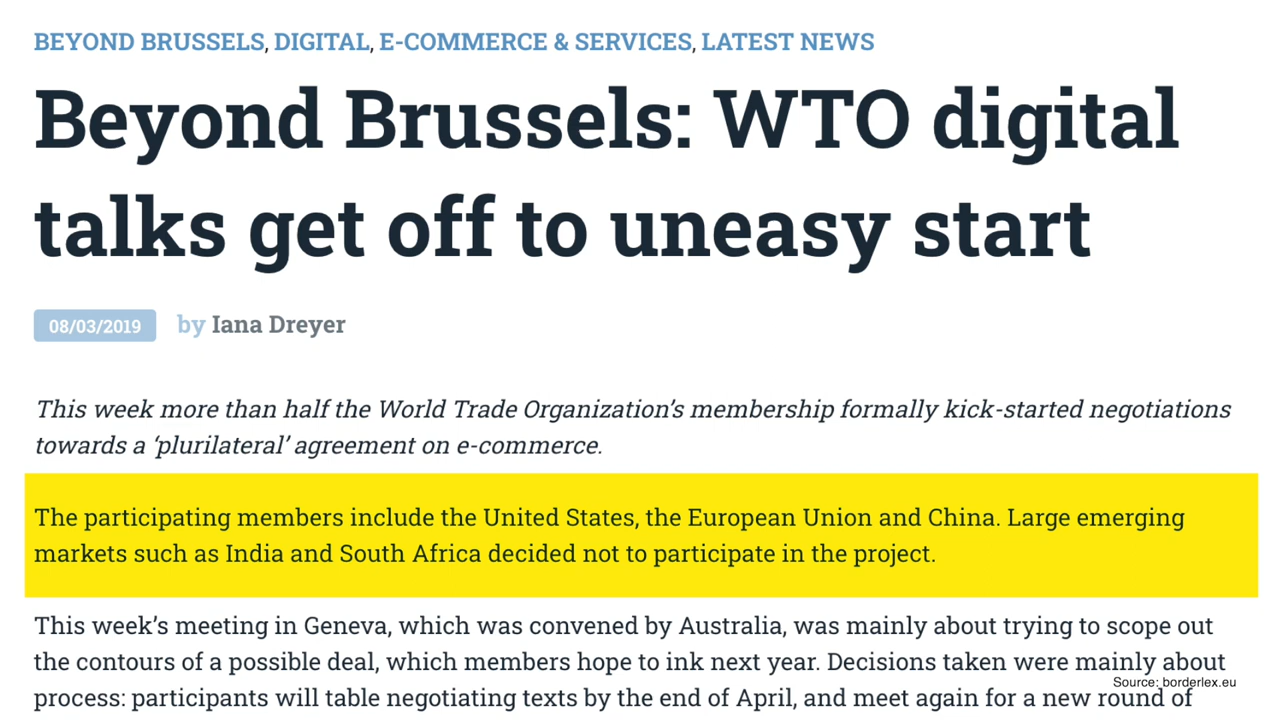 BEYOND BRUSSELS, DIGITAL, E-COMMERCE & SERVICES, LATEST NEWS
Beyond Brussels: WTO digital
talks get off to uneasy start
08/03/2019 by Iana Dreyer
This week more than half the World Trade Organization’s membership formally kick-started negotiations
towards a ‘plurilateral’ agreement on e-commerce.
The participating members include the United States, the European Union and China. Large emerging
markets such as India and South Africa decided not to participate in the project.
This week’s meeting in Geneva, which was convened by Australia, was mainly about trying to scope out
the contours of a possible deal, which members hope to ink next year. Decisions taken were mainly about
Source: borderlex.eu
process: participants will table negotiating texts by the end of April, and meet again for a new round of